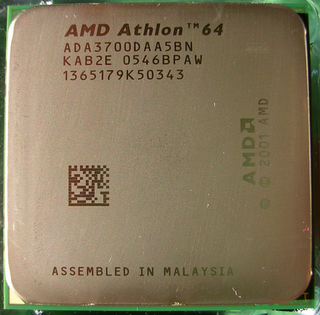 AMD Athlon™64
ADA3700DAA5BN
KAB2E 0546BPAW
1365179K50343
AMD
© 2001 AMD
ASSEMBLED IN MALAYSIA